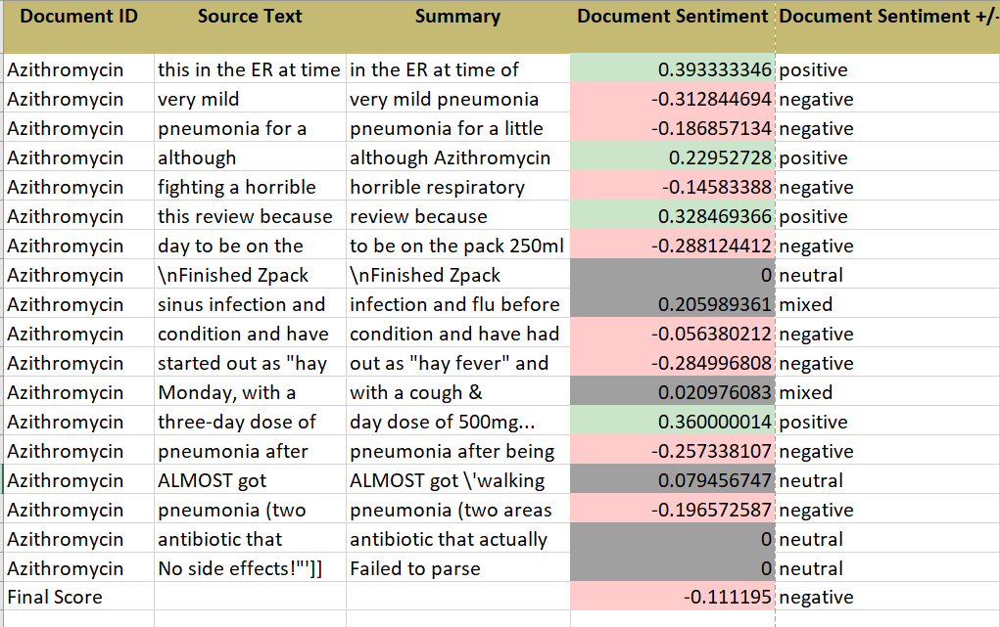 Document ID Source Text Summary Document Sentiment Document Sentiment +/-
Azithromycin this in the ER at time in the ER at time of 0.393333346 positive
Azithromycin very mild very mild pneumonia -0.312844694 negative
Azithromycin pneumonia for a pneumonia for a little -0.186857134 negative
Azithromycin although although Azithromycin 0.22952728 positive
Azithromycin fighting a horrible horrible respiratory -0.14583388 negative
Azithromycin this review because review because 0.328469366 positive
Azithromycin day to be on the to be on the pack 250ml -0.288124412 negative
Azithromycin \nFinished Zpack \nFinished Zpack 0 neutral
Azithromycin sinus infection and infection and flu before 0.205989361 mixed
Azithromycin condition and have condition and have had -0.056380212 negative
Azithromycin started out as "hay out as "hay fever" and -0.284996808 negative
Azithromycin Monday, with a with a cough & 0.020976083 mixed
Azithromycin three-day dose of day dose of 500mg... 0.360000014 positive
Azithromycin pneumonia after pneumonia after being -0.257338107 negative
Azithromycin ALMOST got ALMOST got \'walking 0.079456747 neutral
Azithromycin pneumonia (two pneumonia (two areas -0.196572587 negative
Azithromycin antibiotic that antibiotic that actually 0 neutral
Azithromycin No side effects!"']] Failed to parse 0 neutral
Final Score -0.111195 negative